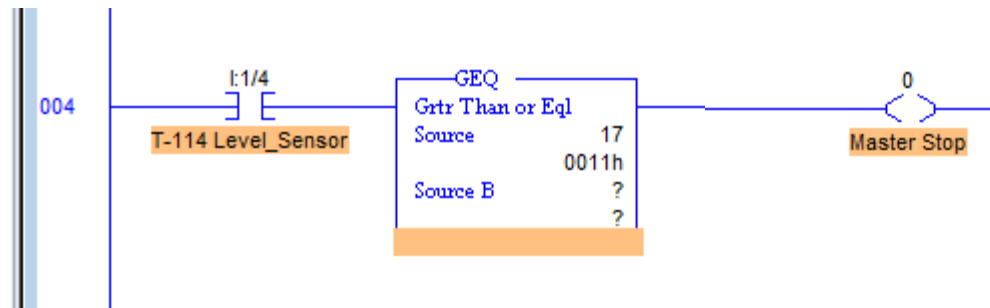 I:1/4
0
GEQ
004
Grtr Than or Eql
T-114 Level_Sensor
Source 17
Master Stop
0011h
Source B ?
?